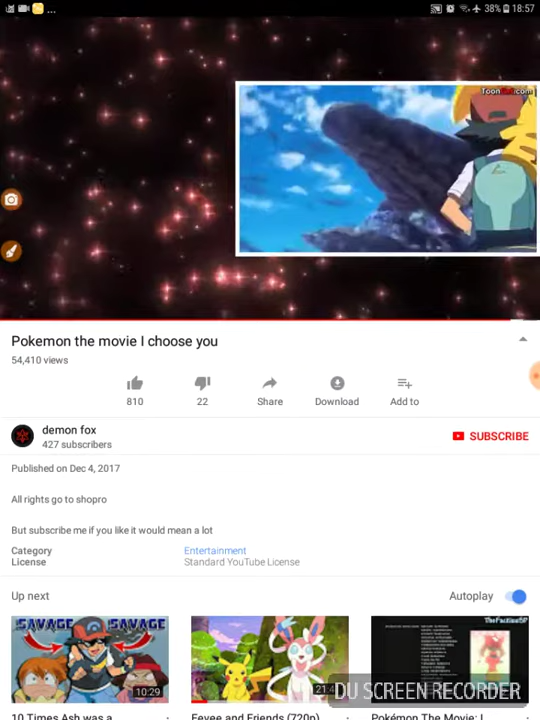 ... 38% 18:57
Toon
.com
Pokemon the movie I choose you
54,410 views
810 22 Share Download Add to
demon fox
427 subscribers
SUBSCRIBE
Published on Dec 4, 2017
All rights go to shopro
But subscribe me if you like it would mean a lot
Category Entertainment
License Standard YouTube License
Up next Autoplay
SAVAGE SAVAGE
10:29
21:4
DU SCREEN RECORDER
10 Times Ash was a
Eevee and Friends (720p)
Pokémon The Movie: I